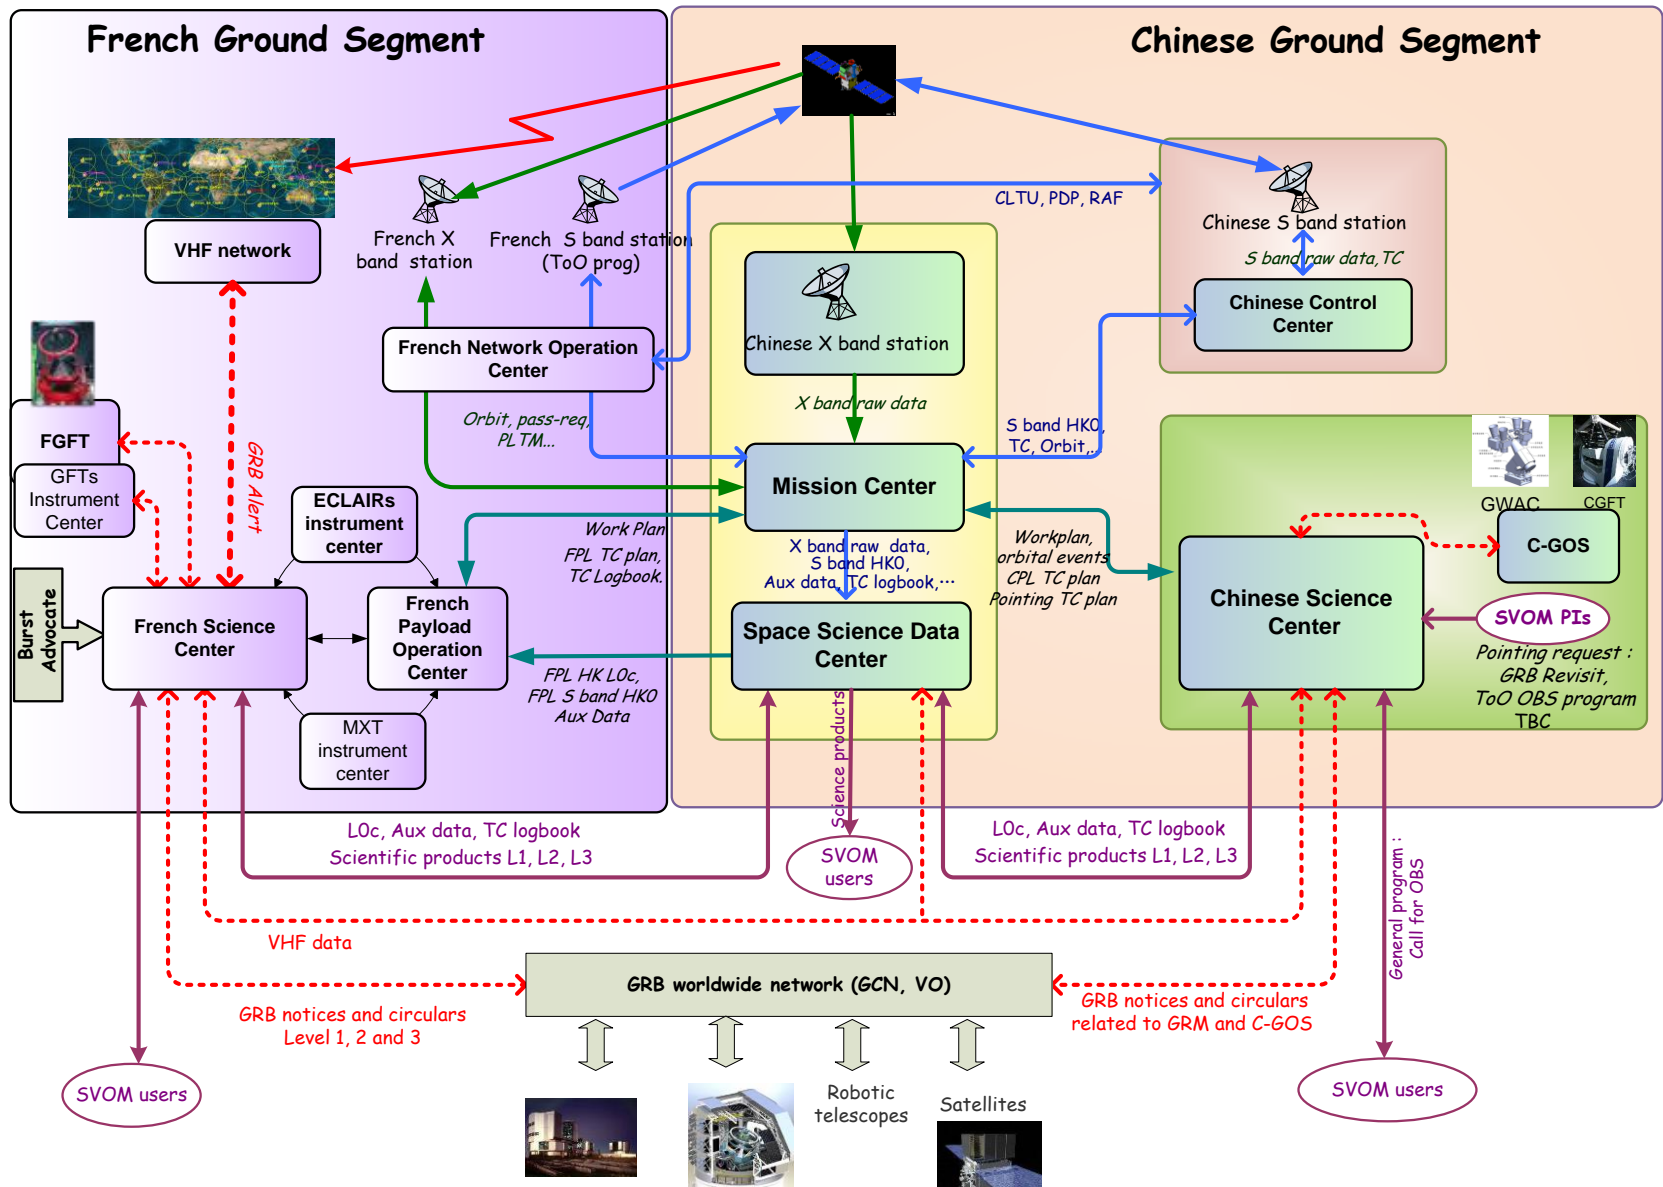 French Ground Segment
Chinese Ground Segment
VHF network
French X
band station
French S band station
(ToO prog)
CLTU, PDP, RAF
Chinese S band station
S band raw data, TC
Chinese Control
Center
French Network Operation
Center
Chinese X band station
X band raw data
Orbit, pass-req,
PLTM...
S band HK0,
TC, Orbit,..
FGFT
GFTs
Instrument
Center
GRB Alert
ECLAIRs
instrument
center
Mission Center
GWAC
CGFT
C-GOS
Work Plan
FPL TC plan,
TC Logbook.
X band raw data,
S band HK0,
Aux data, TC logbook,...
Workplan,
orbital events
CPL TC plan
Pointing TC plan
Burst
Advocate
French Science
Center
French
Payload
Operation
Center
Space Science Data
Center
Chinese Science
Center
SVOM PIs
Pointing request :
GRB Revisit,
ToO OBS program
TBC
FPL HK L0c,
FPL S band HK0
Aux Data
MXT
instrument
center
Science products
L0c, Aux data, TC logbook
Scientific products L1, L2, L3
SVOM
users
L0c, Aux data, TC logbook
Scientific products L1, L2, L3
General program :
Call for OBS
VHF data
GRB worldwide network (GCN, VO)
GRB notices and circulars
Level 1, 2 and 3
GRB notices and circulars
related to GRM and C-GOS
SVOM users
Robotic
telescopes
Satellites
SVOM users